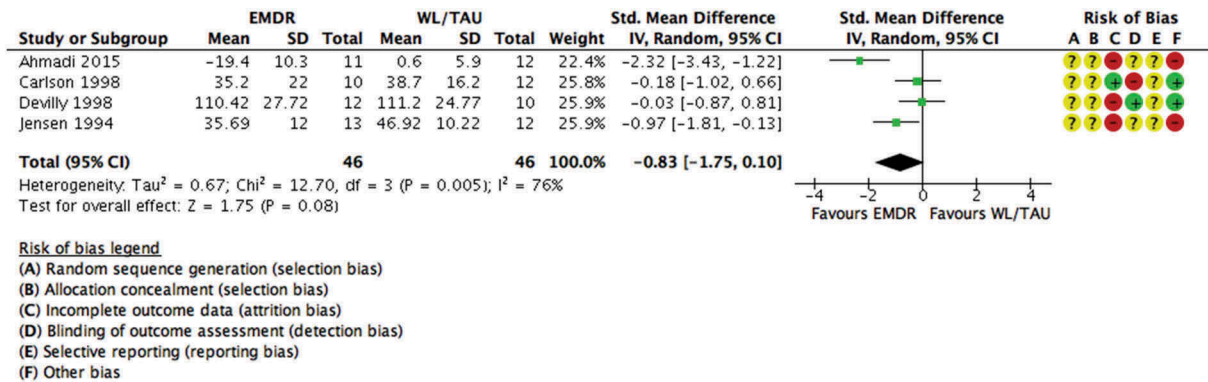 EMDR WL/TAU Std. Mean Difference Std. Mean Difference Risk of Bias
Study or Subgroup Mean SD Total Mean SD Total Weight IV, Random, 95% CI IV, Random, 95% CI A B C D E F
Ahmadi 2015 −19.4 10.3 11 0.6 5.9 12 22.4% −2.32 [−3.43, −1.22] ? ? − ? ? −
Carlson 1998 35.2 22 10 38.7 16.2 12 25.8% −0.18 [−1.02, 0.66] ? ? + − ? +
Devilly 1998 110.42 27.72 12 111.2 24.77 10 25.9% −0.03 [−0.87, 0.81] ? ? − + ? +
Jensen 1994 35.69 12 13 46.92 10.22 12 25.9% −0.97 [−1.81, −0.13] ? ? − ? ? −
Total (95% CI) 46 46 100.0% −0.83 [−1.75, 0.10]
Heterogeneity: Tau² = 0.67; Chi² = 12.70, df = 3 (P = 0.005); I² = 76%
Test for overall effect: Z = 1.75 (P = 0.08)
−4 −2 0 2 4
Favours EMDR Favours WL/TAU
Risk of bias legend
(A) Random sequence generation (selection bias)
(B) Allocation concealment (selection bias)
(C) Incomplete outcome data (attrition bias)
(D) Blinding of outcome assessment (detection bias)
(E) Selective reporting (reporting bias)
(F) Other bias